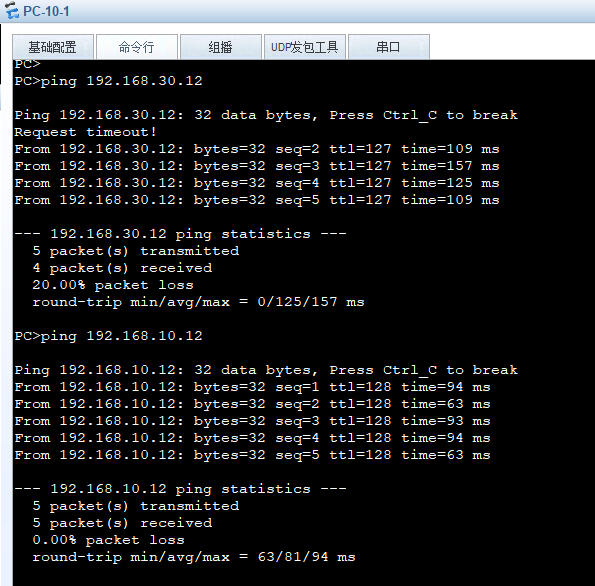 PC-10-1
基础配置 命令行 组播 UDP发包工具 串口
PC>
PC>ping 192.168.30.12
Ping 192.168.30.12: 32 data bytes, Press Ctrl_C to break
Request timeout!
From 192.168.30.12: bytes=32 seq=2 ttl=127 time=109 ms
From 192.168.30.12: bytes=32 seq=3 ttl=127 time=157 ms
From 192.168.30.12: bytes=32 seq=4 ttl=127 time=125 ms
From 192.168.30.12: bytes=32 seq=5 ttl=127 time=109 ms
--- 192.168.30.12 ping statistics ---
5 packet(s) transmitted
4 packet(s) received
20.00% packet loss
round-trip min/avg/max = 0/125/157 ms
PC>ping 192.168.10.12
Ping 192.168.10.12: 32 data bytes, Press Ctrl_C to break
From 192.168.10.12: bytes=32 seq=1 ttl=128 time=94 ms
From 192.168.10.12: bytes=32 seq=2 ttl=128 time=63 ms
From 192.168.10.12: bytes=32 seq=3 ttl=128 time=93 ms
From 192.168.10.12: bytes=32 seq=4 ttl=128 time=94 ms
From 192.168.10.12: bytes=32 seq=5 ttl=128 time=63 ms
--- 192.168.10.12 ping statistics ---
5 packet(s) transmitted
5 packet(s) received
0.00% packet loss
round-trip min/avg/max = 63/81/94 ms